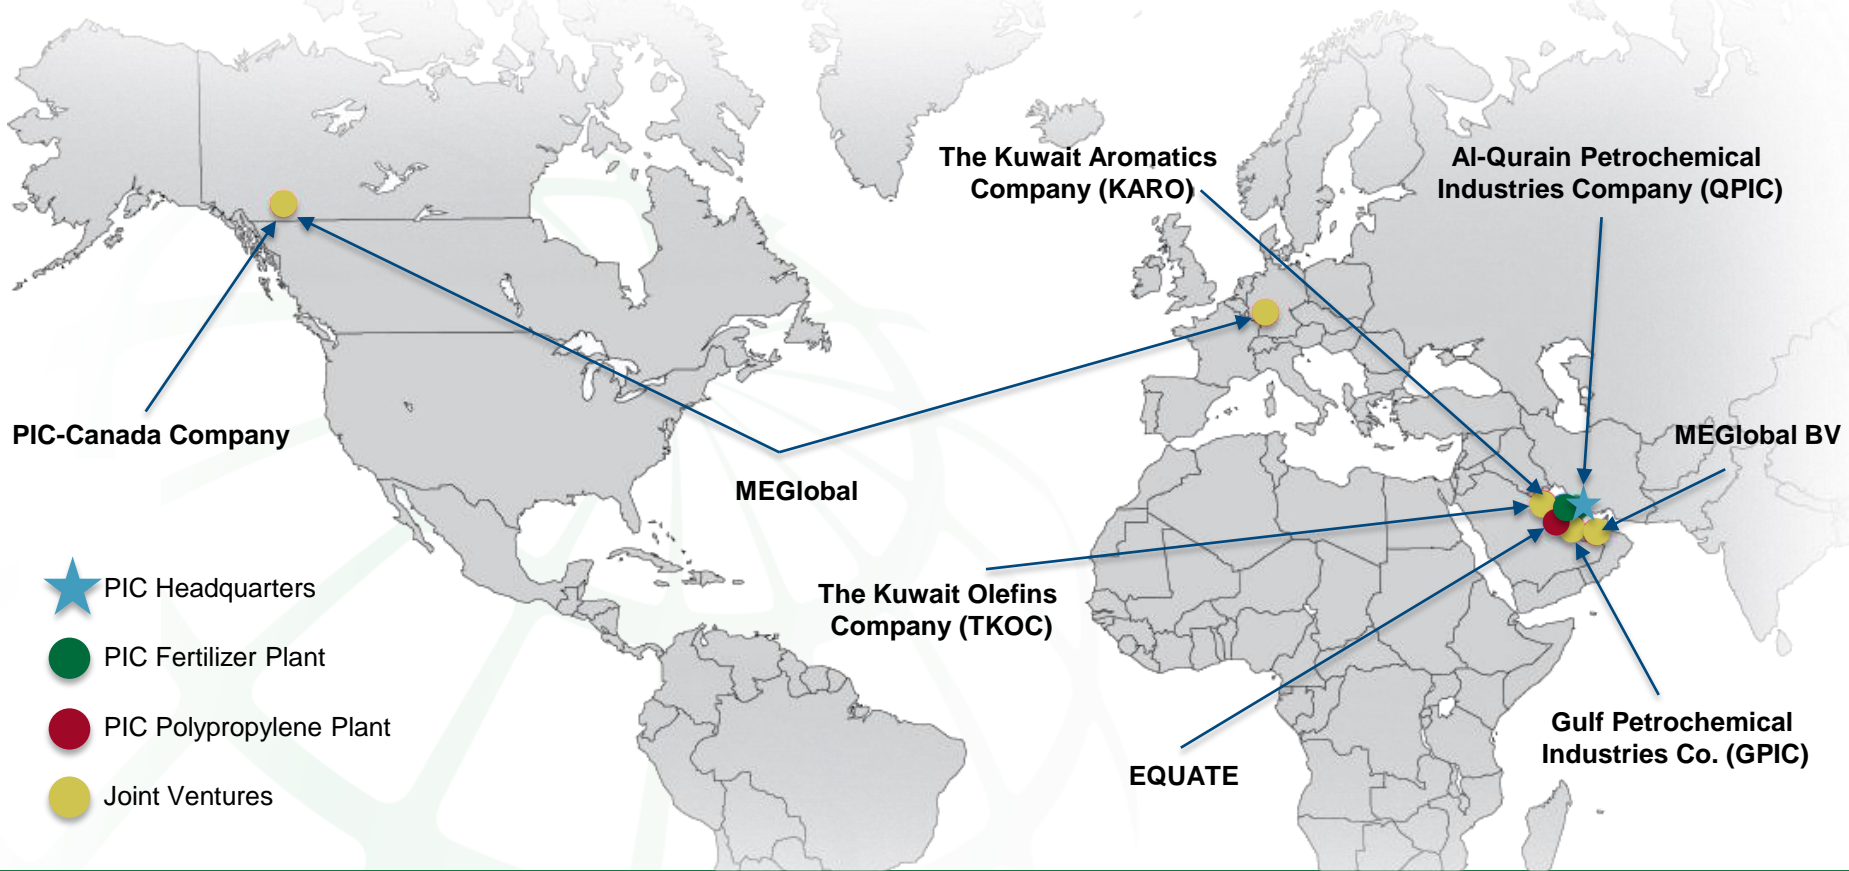 The Kuwait Aromatics
Company (KARO)
Al-Qurain Petrochemical
Industries Company (QPIC)
PIC-Canada Company
MEGlobal BV
MEGlobal
PIC Headquarters
The Kuwait Olefins
Company (TKOC)
PIC Fertilizer Plant
PIC Polypropylene Plant
Gulf Petrochemical
Industries Co. (GPIC)
EQUATE
Joint Ventures